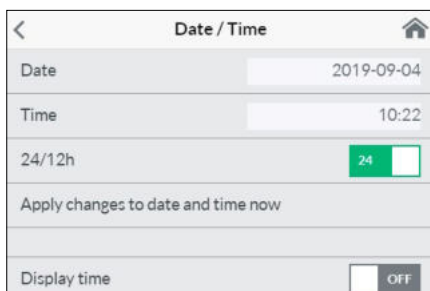 Date / Time
Date 2019-09-04
Time 10:22
24/12h 24
Apply changes to date and time now
Display time OFF